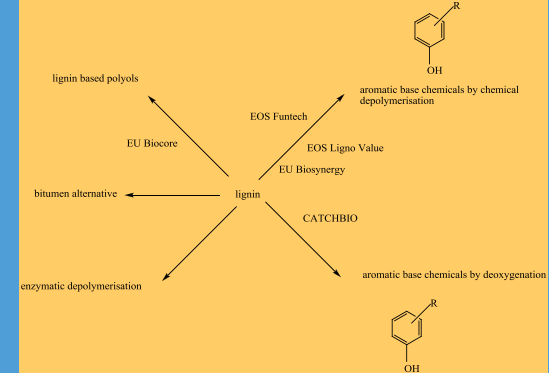 R
OH
lignin based polyols
aromatic base chemicals by chemical
depolymerisation
EOS Funtech
EU Biocore
EOS Ligno Value
EU Biosynergy
bitumen alternative
lignin
CATCHBIO
aromatic base chemicals by deoxygenation
enzymatic depolymerisation
R
OH